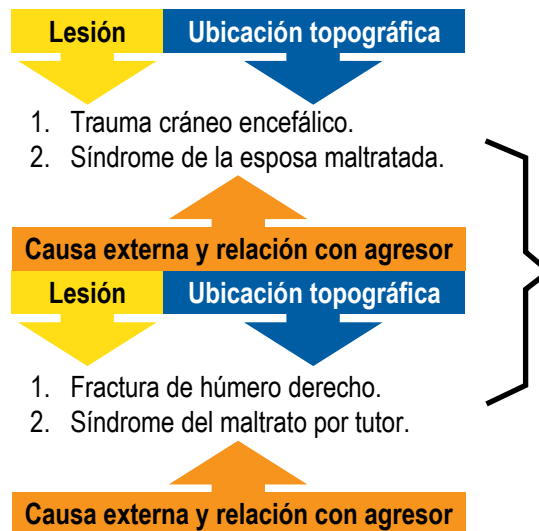 Lesión Ubicación topográfica
1. Trauma cráneo encefálico.
2. Síndrome de la esposa maltratada.
Causa externa y relación con agresor
Lesión Ubicación topográfica
1. Fractura de húmero derecho.
2. Síndrome del maltrato por tutor.
Causa externa y relación con agresor